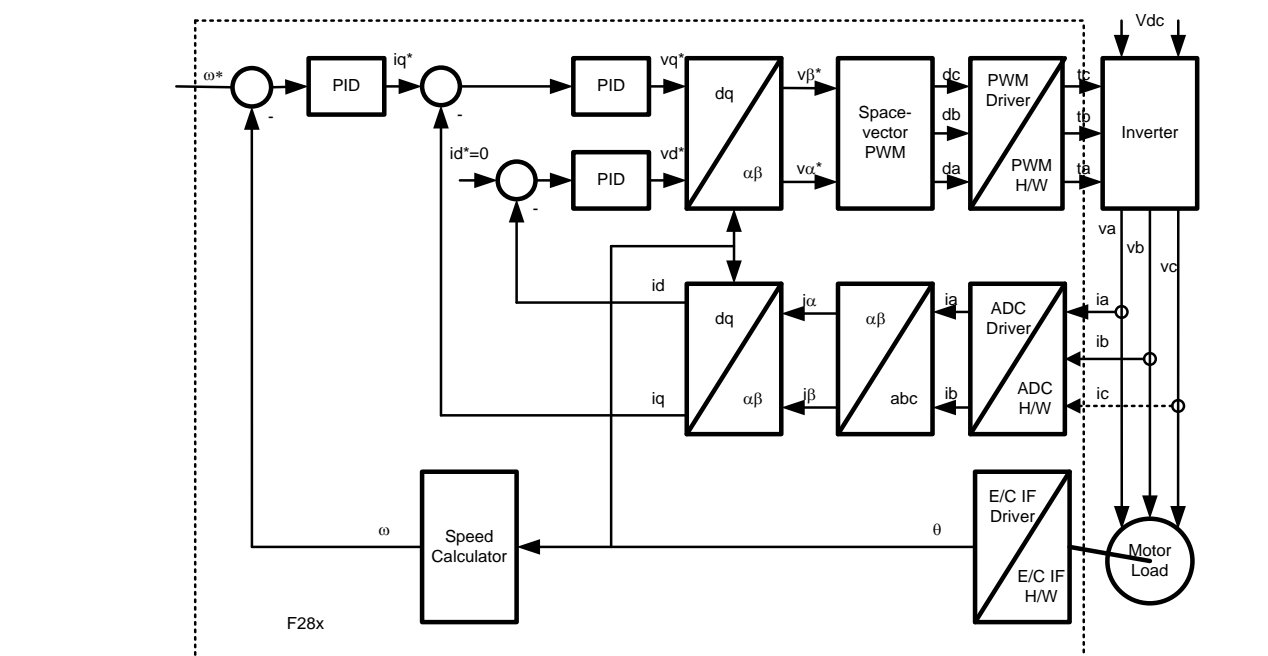 Vdc
ω*
PID
iq*
-
PID
vq*
dq
αβ
vβ*
vα*
Space-
vector
PWM
dc
db
da
PWM
Driver
PWM
H/W
tc
tb
ta
Inverter
id*=0
-
PID
vd*
-
va
vb
vc
id
iq
dq
αβ
iα
iβ
αβ
abc
ia
ib
ADC
Driver
ADC
H/W
ia
ib
ic
ω
Speed
Calculator
θ
E/C IF
Driver
E/C IF
H/W
Motor
Load
F28x